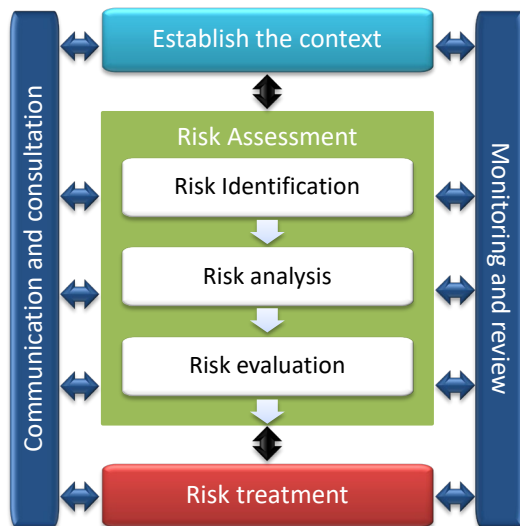 Establish the context
Communication and consultation
Risk Assessment
Risk Identification
Risk analysis
Risk evaluation
Monitoring and review
Risk treatment